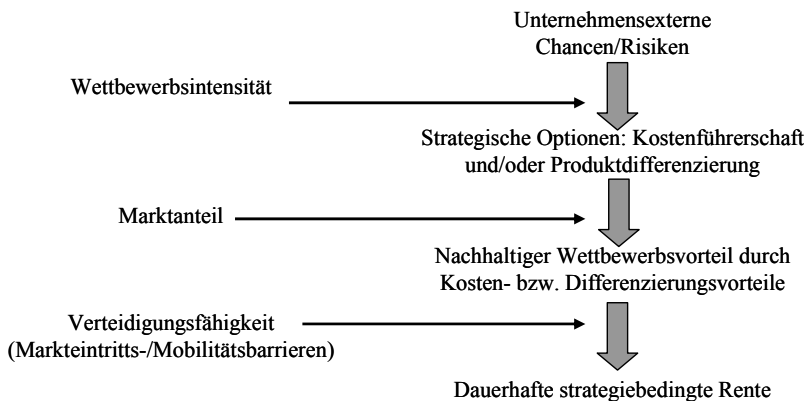 Unternehmensexterne
Chancen/Risiken
Wettbewerbsintensität
Strategische Optionen: Kostenführerschaft
und/oder Produktdifferenzierung
Marktanteil
Nachhaltiger Wettbewerbsvorteil durch
Kosten- bzw. Differenzierungsvorteile
Verteidigungsfähigkeit
(Markteintritts-/Mobilitätsbarrieren)
Dauerhafte strategiebedingte Rente